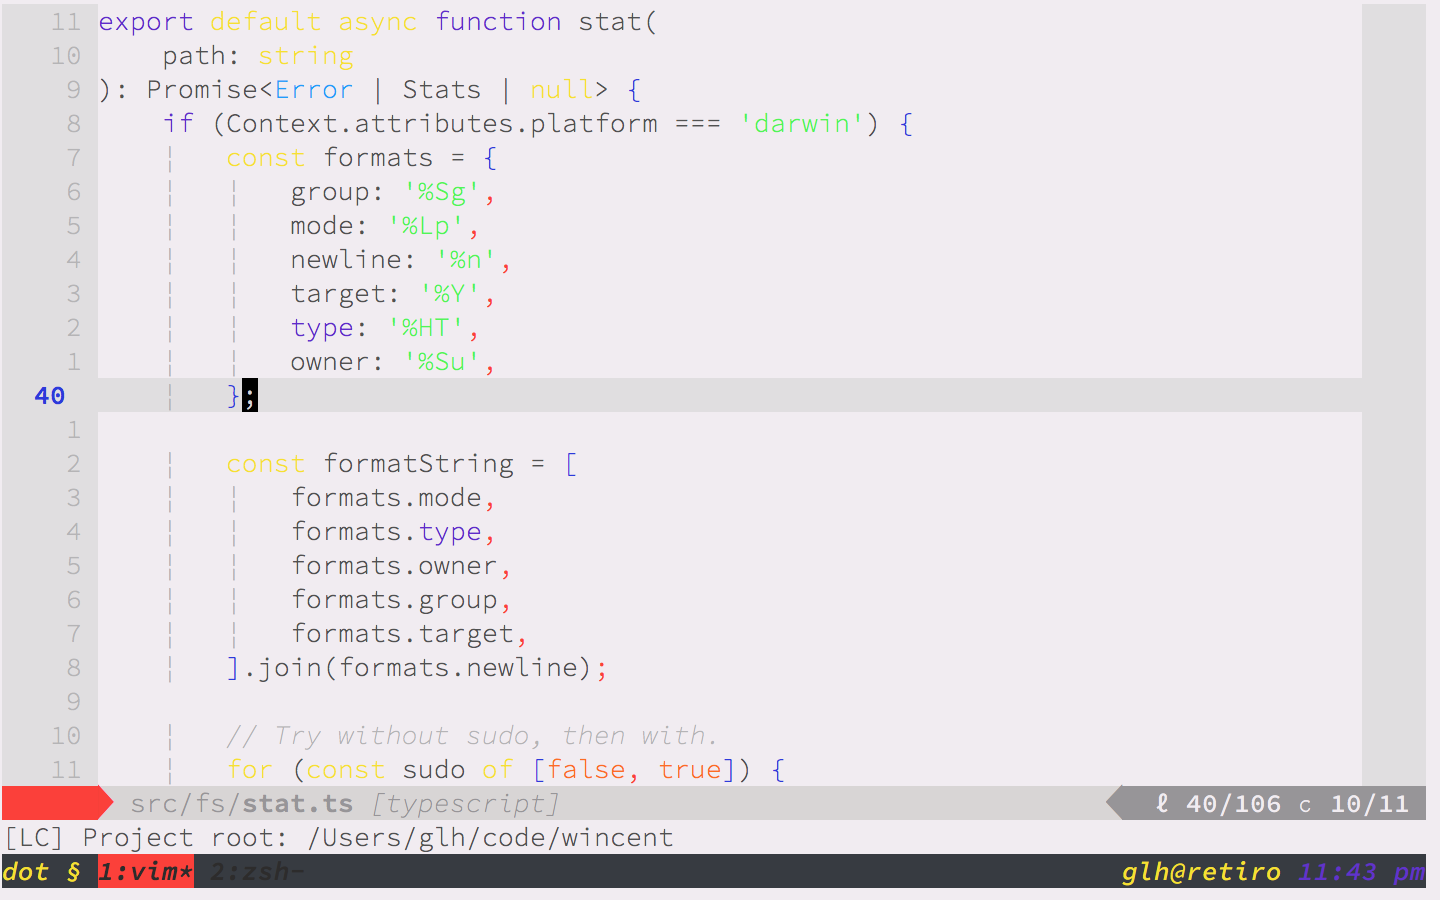 11 export default async function stat(
10     path: string
9 ): Promise<Error | Stats | null> {
8     if (Context.attributes.platform === 'darwin') {
7     ¦   const formats = {
6     ¦   ¦   group: '%Sg',
5     ¦   ¦   mode: '%Lp',
4     ¦   ¦   newline: '%n',
3     ¦   ¦   target: '%Y',
2     ¦   ¦   type: '%HT',
1     ¦   ¦   owner: '%Su',
40     ¦   };
1
2     ¦   const formatString = [
3     ¦   ¦   formats.mode,
4     ¦   ¦   formats.type,
5     ¦   ¦   formats.owner,
6     ¦   ¦   formats.group,
7     ¦   ¦   formats.target,
8     ¦   ].join(formats.newline);
9
10     ¦   // Try without sudo, then with.
11     ¦   for (const sudo of [false, true]) {
src/fs/stat.ts [typescript] ℓ 40/106 c 10/11
[LC] Project root: /Users/glh/code/wincent
dot § 1:vim* 2:zsh- glh@retiro 11:43 pm